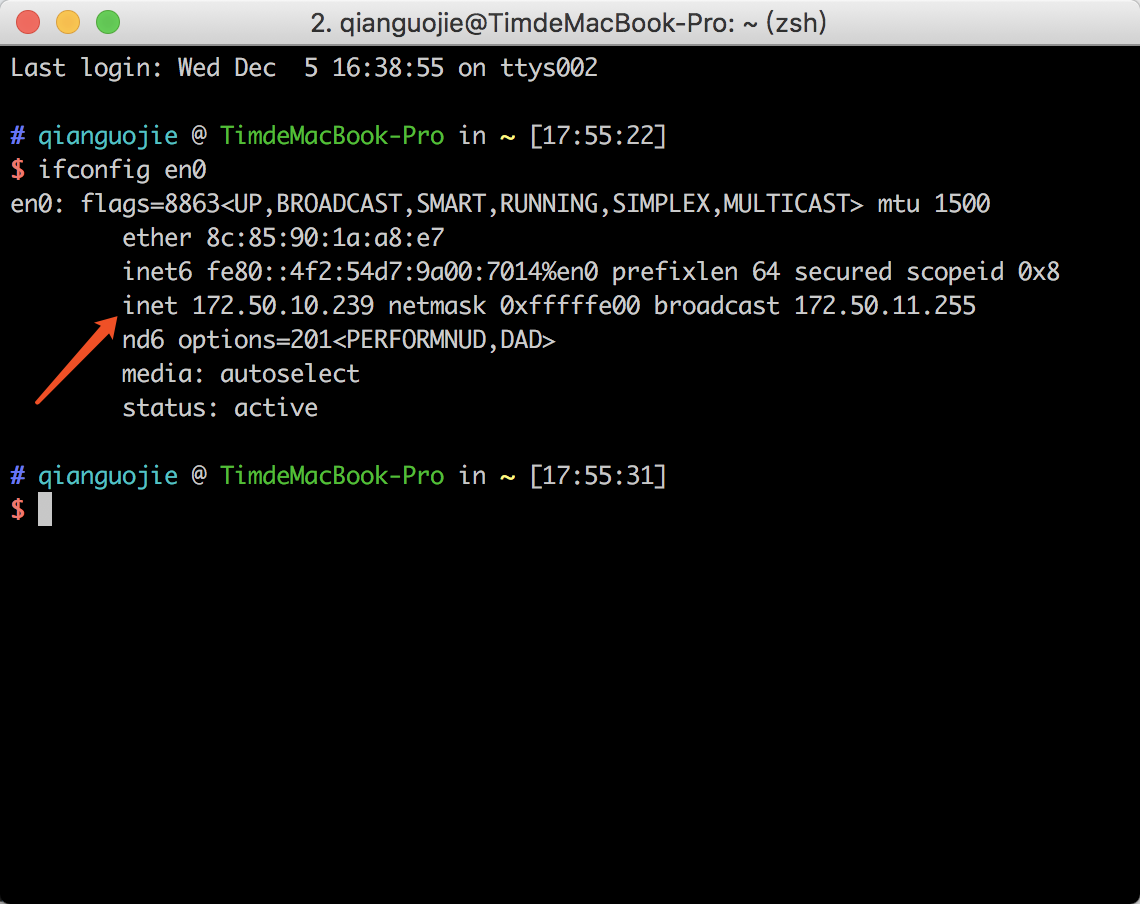 2. qianguojie@TimdeMacBook-Pro: ~ (zsh)
Last login: Wed Dec  5 16:38:55 on ttys002
# qianguojie @ TimdeMacBook-Pro in ~ [17:55:22]
$ ifconfig en0
en0: flags=8863<UP,BROADCAST,SMART,RUNNING,SIMPLEX,MULTICAST> mtu 1500
ether 8c:85:90:1a:a8:e7
inet6 fe80::4f2:54d7:9a00:7014%en0 prefixlen 64 secured scopeid 0x8
inet 172.50.10.239 netmask 0xfffffe00 broadcast 172.50.11.255
nd6 options=201<PERFORMNUD,DAD>
media: autoselect
status: active
# qianguojie @ TimdeMacBook-Pro in ~ [17:55:31]
$